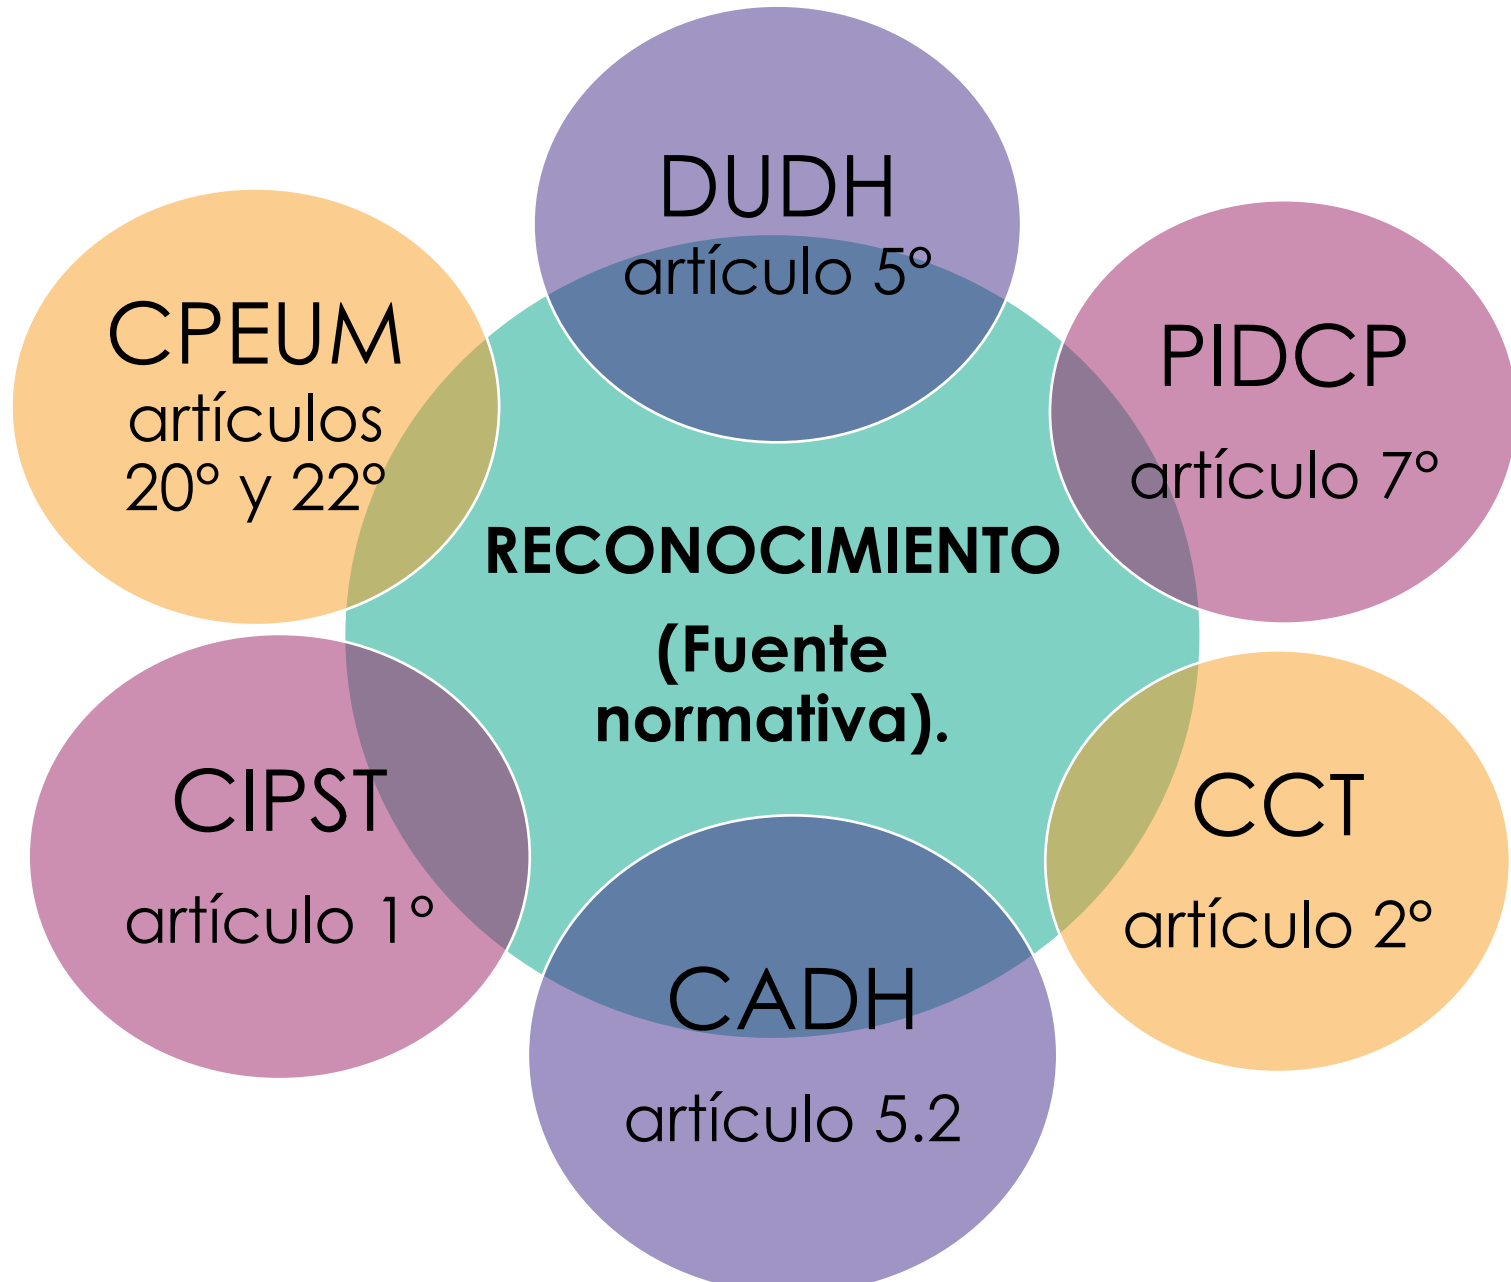 DUDH
artículo 5°
PIDCP
artículo 7°
CCT
artículo 2°
CADH
artículo 5.2
CIPST
artículo 1°
CPEUM
artículos
20° y 22°
RECONOCIMIENTO
(Fuente
normativa).